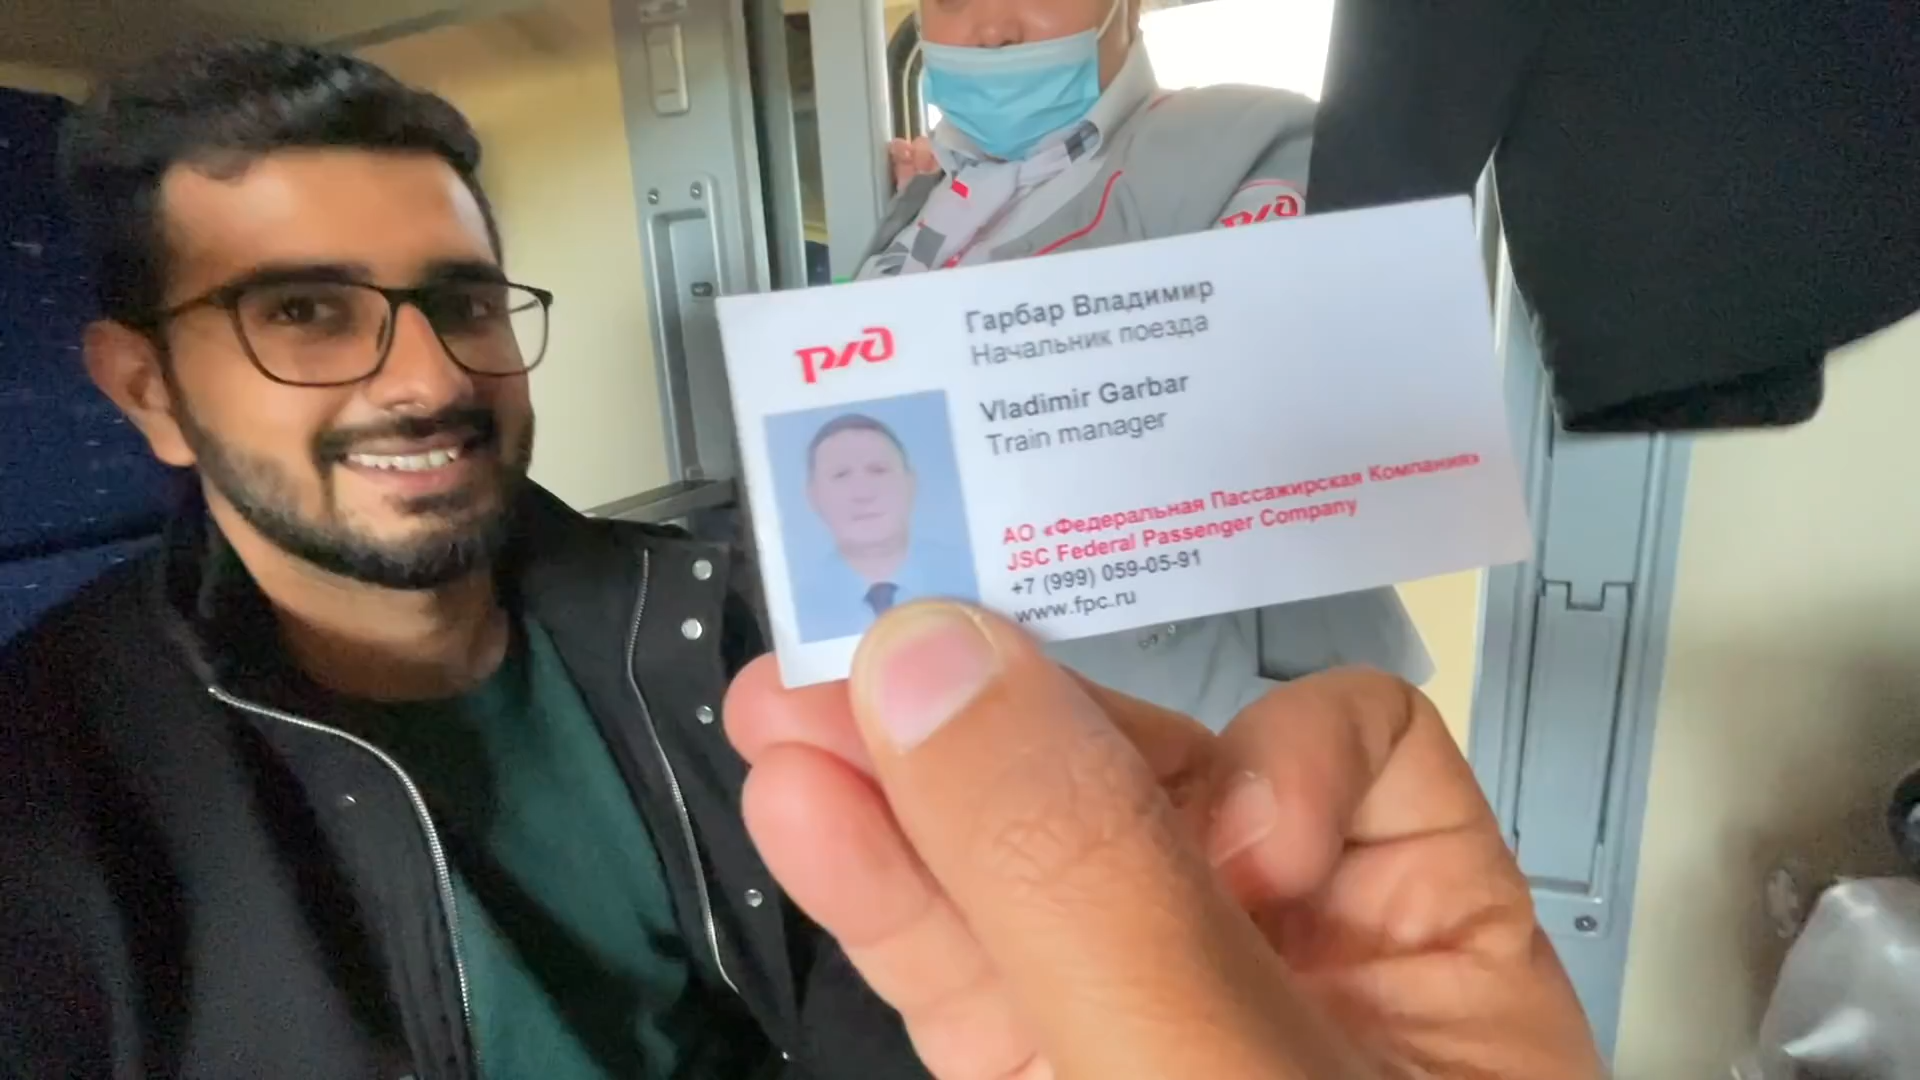 ржд
ржд
Гарбар Владимир
Начальник поезда
Vladimir Garbar
Train manager
АО «Федеральная Пассажирская Компания»
JSC Federal Passenger Company
+7 (999) 059-05-91
www.fpc.ru